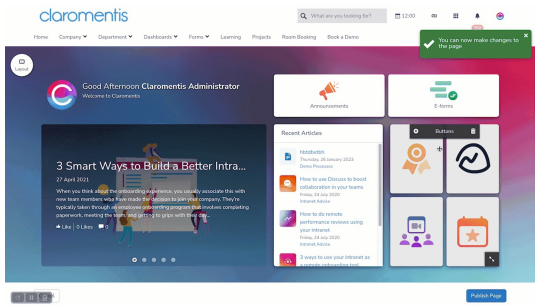 claromentis
What are you looking for?
12:00
Home Company Department Dashboards Forms Learning Projects Room Booking Book a Demo
You can now make changes to
the page
Layout
Good Afternoon Claromentis Administrator
Welcome to Claromentis
Announcements
E-forms
3 Smart Ways to Build a Better Intra...
27 April 2021
When you think about the onboarding experience, you usually associate this with
new team members who have made the decision to join your company. They're
typically taken through an employee onboarding program that involves completing
paperwork, meeting the team, and getting to grips with their day...
Like 0 Likes 0
Recent Articles
hbtdbvbh
Thursday, 26 January 2023
Demo Processes
How to use Discuss to boost
collaboration in your teams
Friday, 24 July 2020
Intranet Advice
How to do remote
performance reviews using
your intranet
Friday, 24 July 2020
Intranet Advice
3 ways to use your intranet as
a remote onboarding tool
Buttons
Publish Page